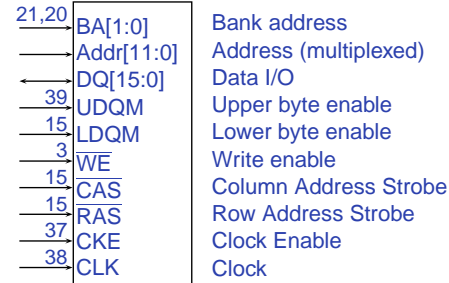 21,20 BA[1:0] Bank address
Addr[11:0] Address (multiplexed)
DQ[15:0] Data I/O
39 UDQM Upper byte enable
15 LDQM Lower byte enable
3 WE Write enable
15 CAS Column Address Strobe
15 RAS Row Address Strobe
37 CKE Clock Enable
38 CLK Clock